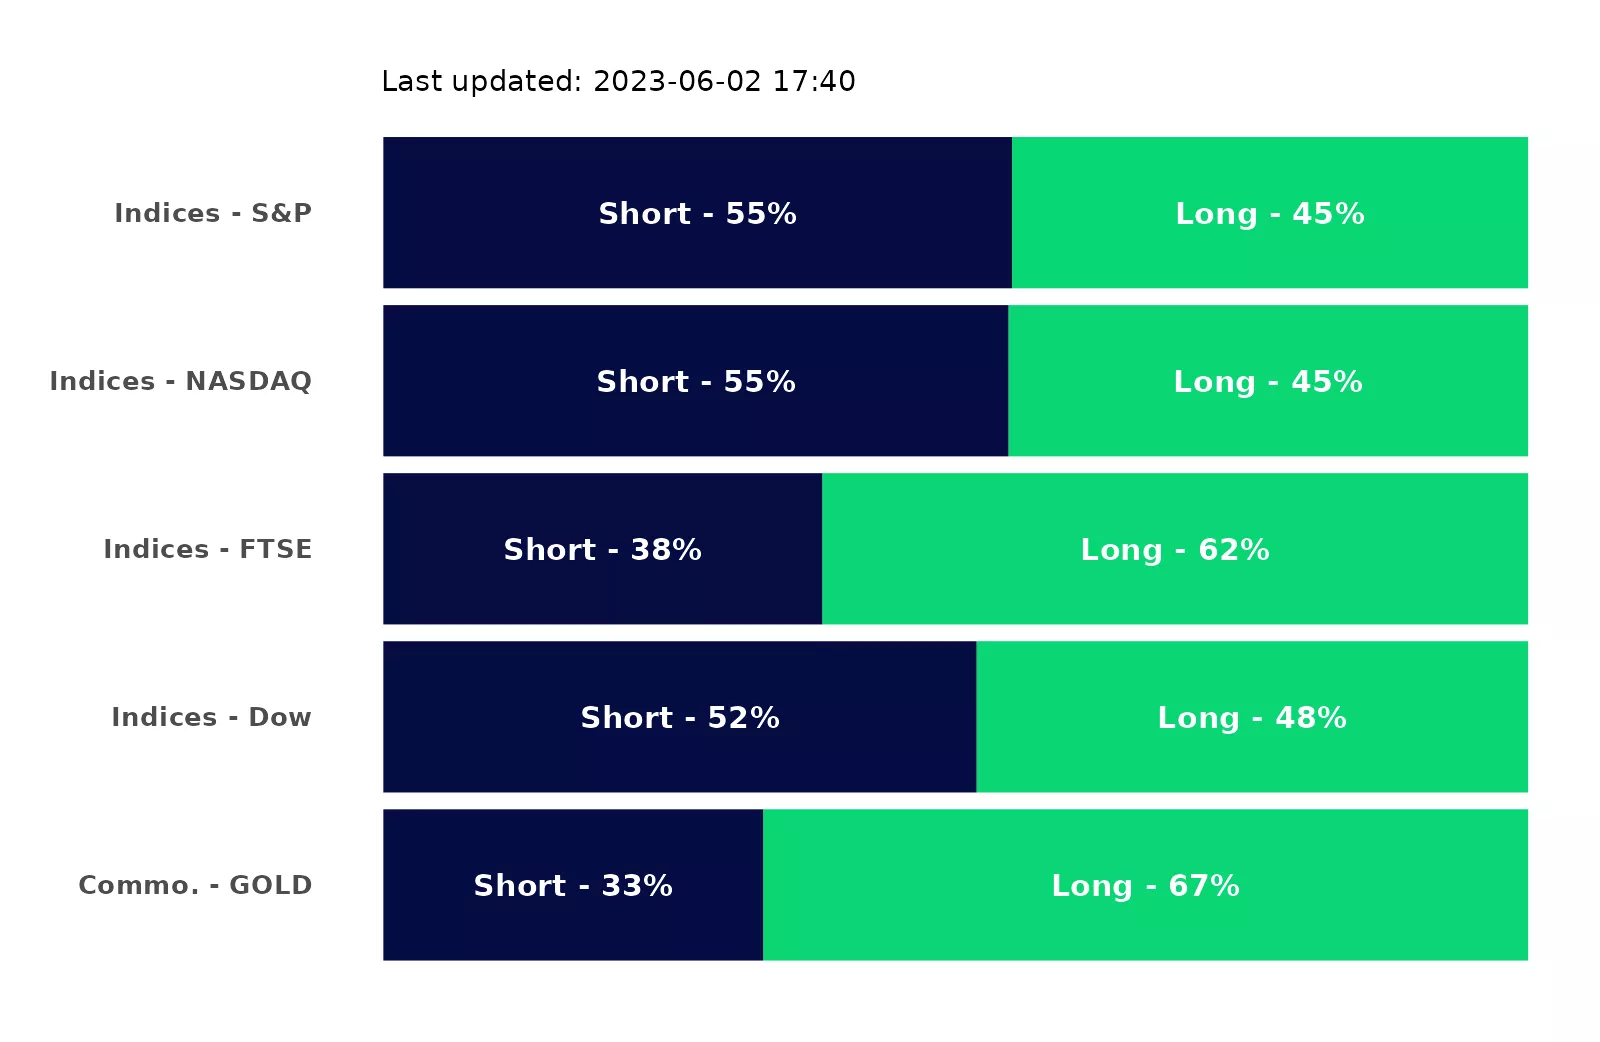 Last updated: 2023-06-02 17:40
Indices - S&P Short - 55% Long - 45%
Indices - NASDAQ Short - 55% Long - 45%
Indices - FTSE Short - 38% Long - 62%
Indices - Dow Short - 52% Long - 48%
Commo. - GOLD Short - 33% Long - 67%